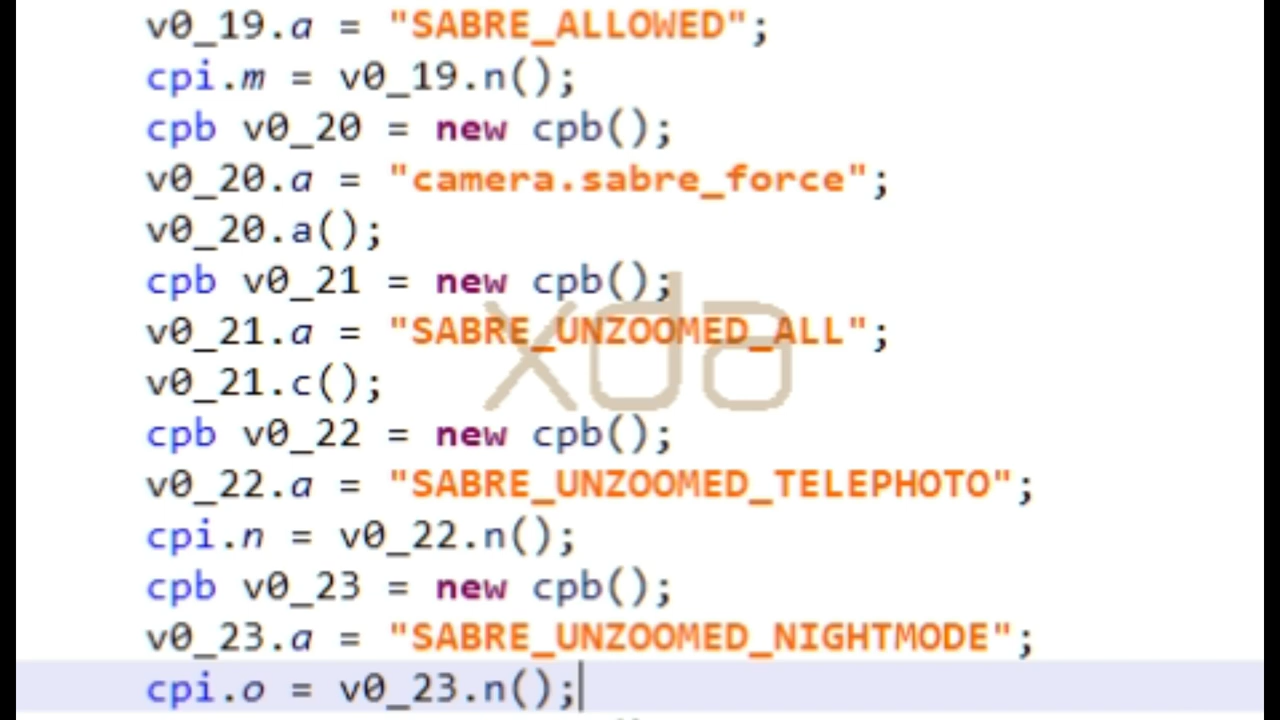 v0_19.a = "SABRE_ALLOWED";
cpi.m = v0_19.n();
cpb v0_20 = new cpb();
v0_20.a = "camera.sabre_force";
v0_20.a();
cpb v0_21 = new cpb();
v0_21.a = "SABRE_UNZOOMED_ALL";
xda
v0_21.c();
cpb v0_22 = new cpb();
v0_22.a = "SABRE_UNZOOMED_TELEPHOTO";
cpi.n = v0_22.n();
cpb v0_23 = new cpb();
v0_23.a = "SABRE_UNZOOMED_NIGHTMODE";
cpi.o = v0_23.n();